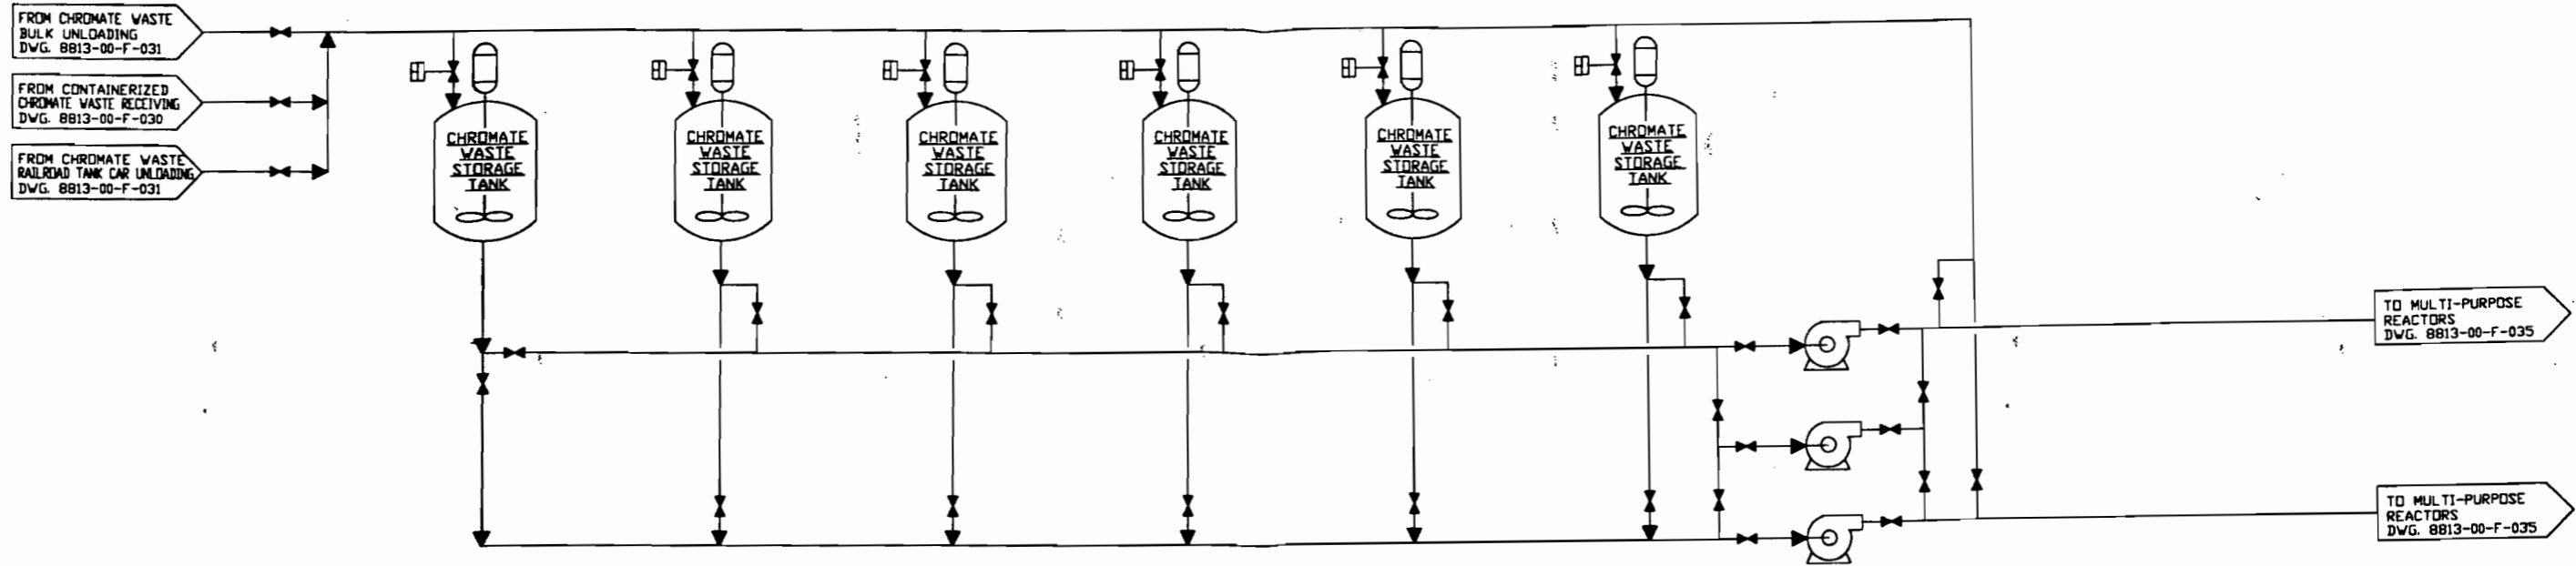 FROM CHROMATE WASTE
BULK UNLOADING
DWG. 8813-00-F-031
FROM CONTAINERIZED
CHROMATE WASTE RECEIVING
DWG. 8813-00-F-030
FROM CHROMATE WASTE
RAILROAD TANK CAR UNLOADING
DWG. 8813-00-F-031
CHROMATE
WASTE
STORAGE
TANK
CHROMATE
WASTE
STORAGE
TANK
CHROMATE
WASTE
STORAGE
TANK
CHROMATE
WASTE
STORAGE
TANK
CHROMATE
WASTE
STORAGE
TANK
CHROMATE
WASTE
STORAGE
TANK
TO MULTI-PURPOSE
REACTORS
DWG. 8813-00-F-035
TO MULTI-PURPOSE
REACTORS
DWG. 8813-00-F-035